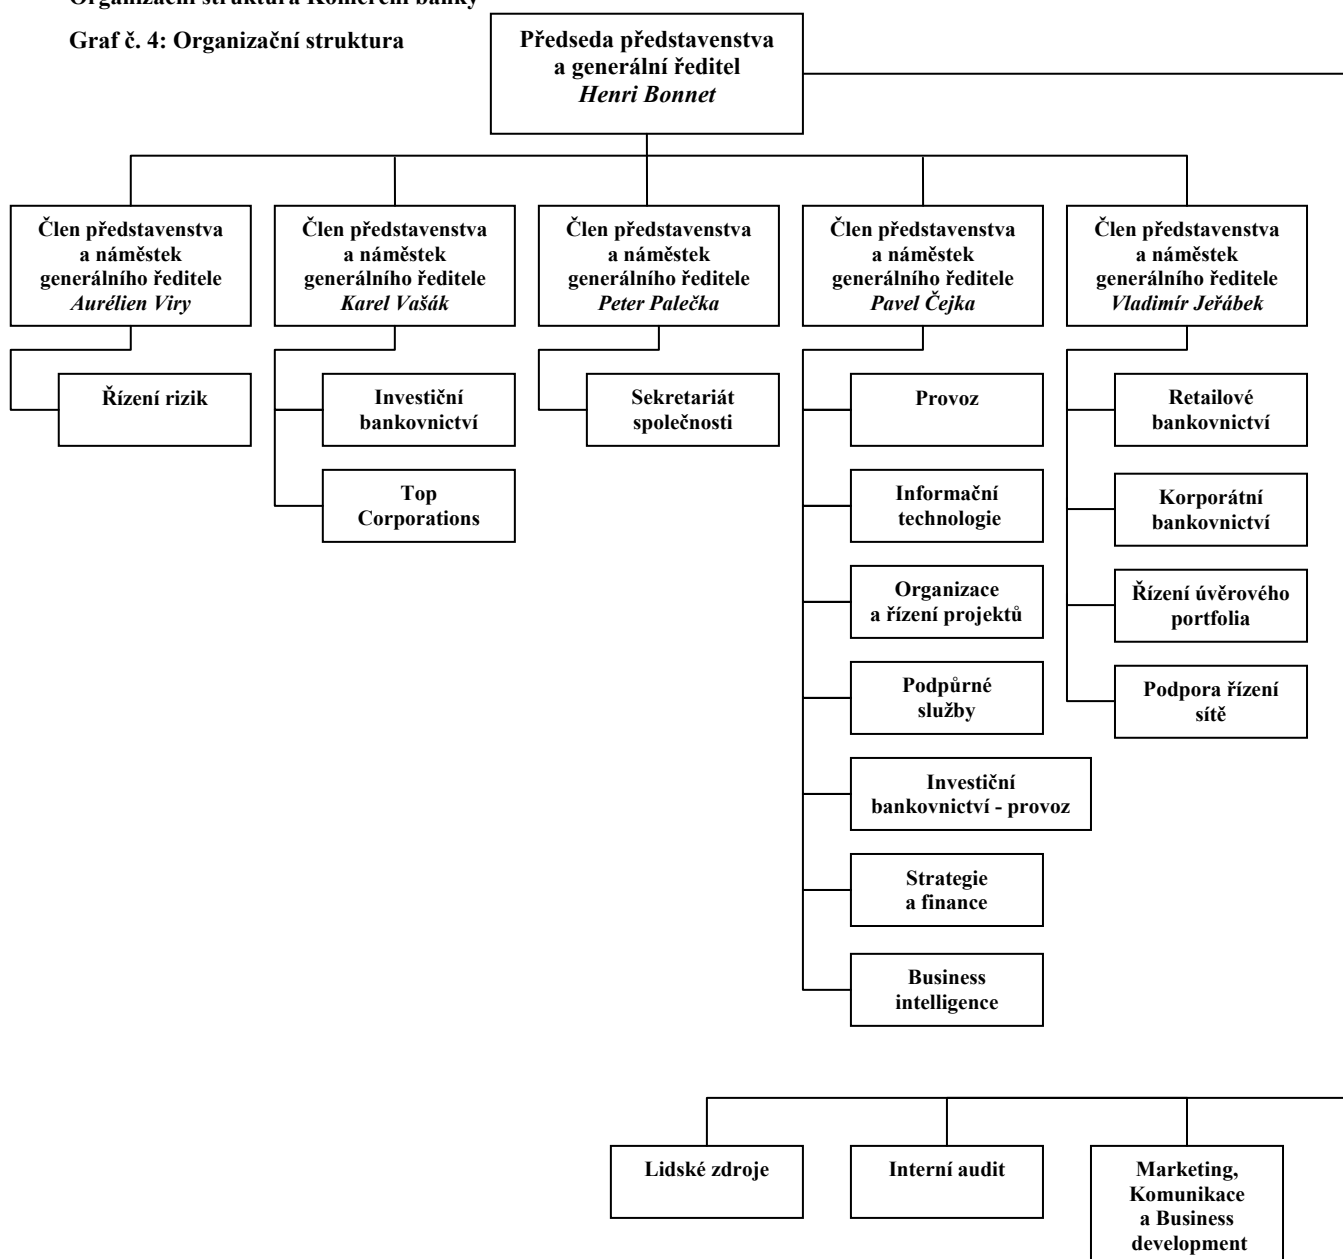 Organizační struktura Komerční banky
Graf č. 4: Organizační struktura
Předseda představenstva
a generální ředitel
Henri Bonnet
Člen představenstva
a náměstek
generálního ředitele
Aurélien Viry
Člen představenstva
a náměstek
generálního ředitele
Karel Vašák
Člen představenstva
a náměstek
generálního ředitele
Peter Palečka
Člen představenstva
a náměstek
generálního ředitele
Pavel Čejka
Člen představenstva
a náměstek
generálního ředitele
Vladimír Jeřábek
Řízení rizik
Investiční
bankovnictví
Top
Corporations
Sekretariát
společnosti
Provoz
Informační
technologie
Organizace
a řízení projektů
Podpůrné
služby
Investiční
bankovnictví - provoz
Strategie
a finance
Business
intelligence
Retailové
bankovnictví
Korporátní
bankovnictví
Řízení úvěrového
portfolia
Podpora řízení
sítě
Lidské zdroje
Interní audit
Marketing,
Komunikace
a Business
development